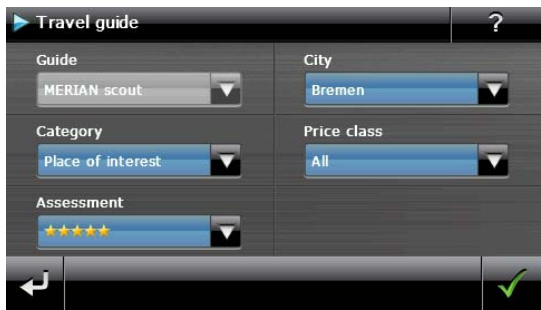 Travel guide ?
Guide
MERIAN scout
City
Bremen
Category
Place of interest
Price class
All
Assessment